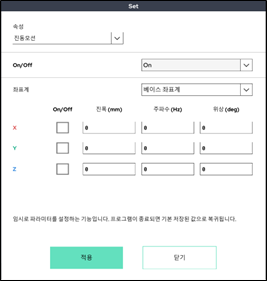 Set
속성
진동모션
On/Off On
좌표계 베이스 좌표계
On/Off 진폭 (mm) 주파수 (Hz) 위상 (deg)
X 0 0 0
Y 0 0 0
Z 0 0 0
임시로 파라미터를 설정하는 기능입니다. 프로그램이 종료되면 기본 저장된 값으로 복귀됩니다.
적용 닫기